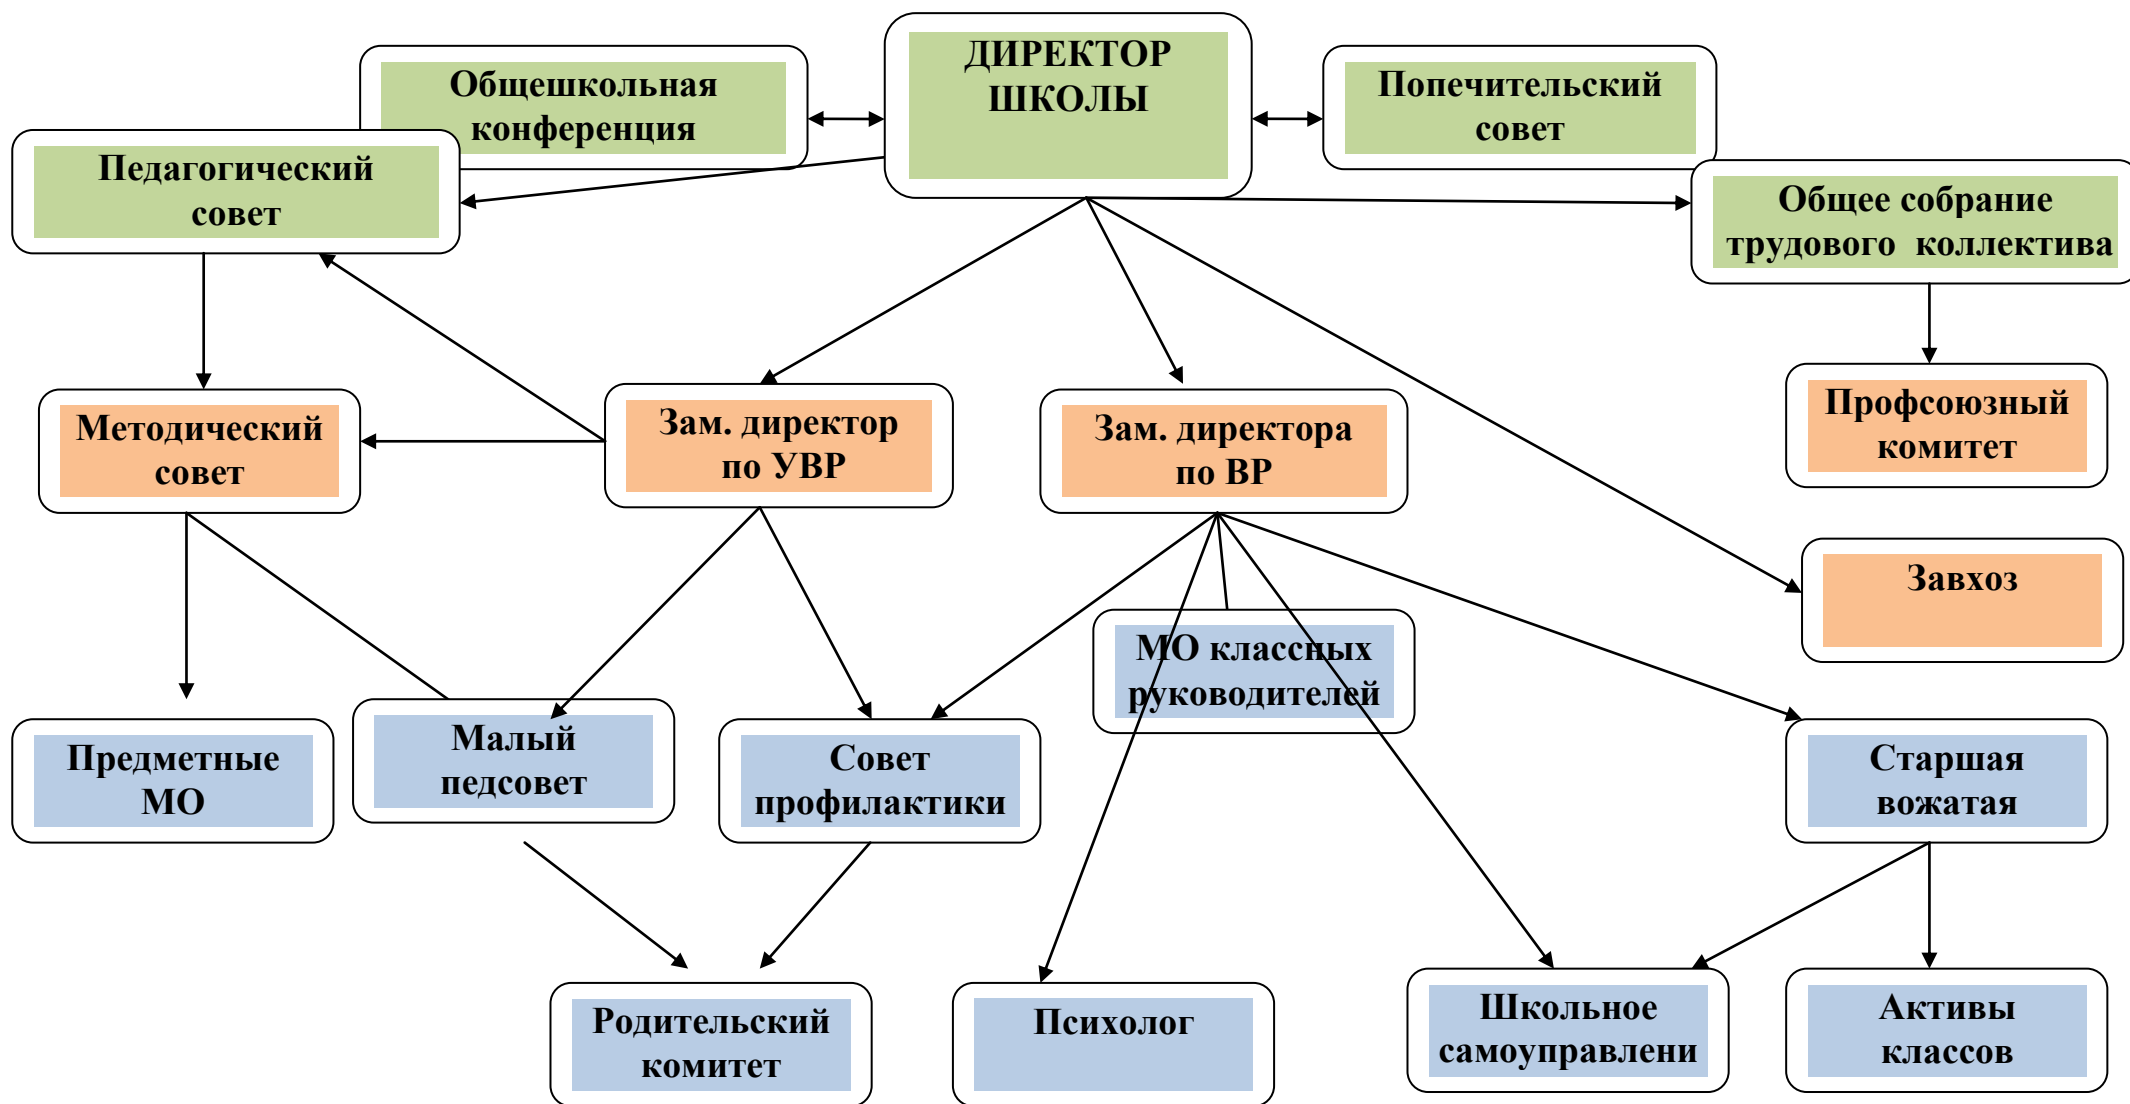 ДИРЕКТОР
ШКОЛЫ
Общешкольная
конференция
Попечительский
совет
Педагогический
совет
Общее собрание
трудового коллектива
Методический
совет
Зам. директор
по УВР
Зам. директора
по ВР
Профсоюзный
комитет
Завхоз
МО классных
руководителей
Предметные
МО
Малый
педсовет
Совет
профилактики
Старшая
вожатая
Родительский
комитет
Психолог
Школьное
самоуправлени
Активы
классов